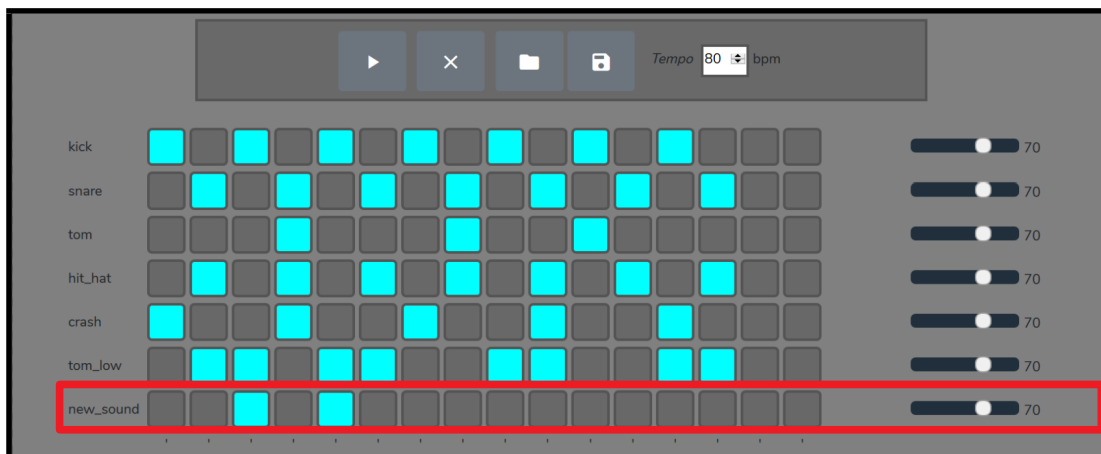 Tempo 80 bpm
kick 70
snare 70
tom 70
hit_hat 70
crash 70
tom_low 70
new_sound 70